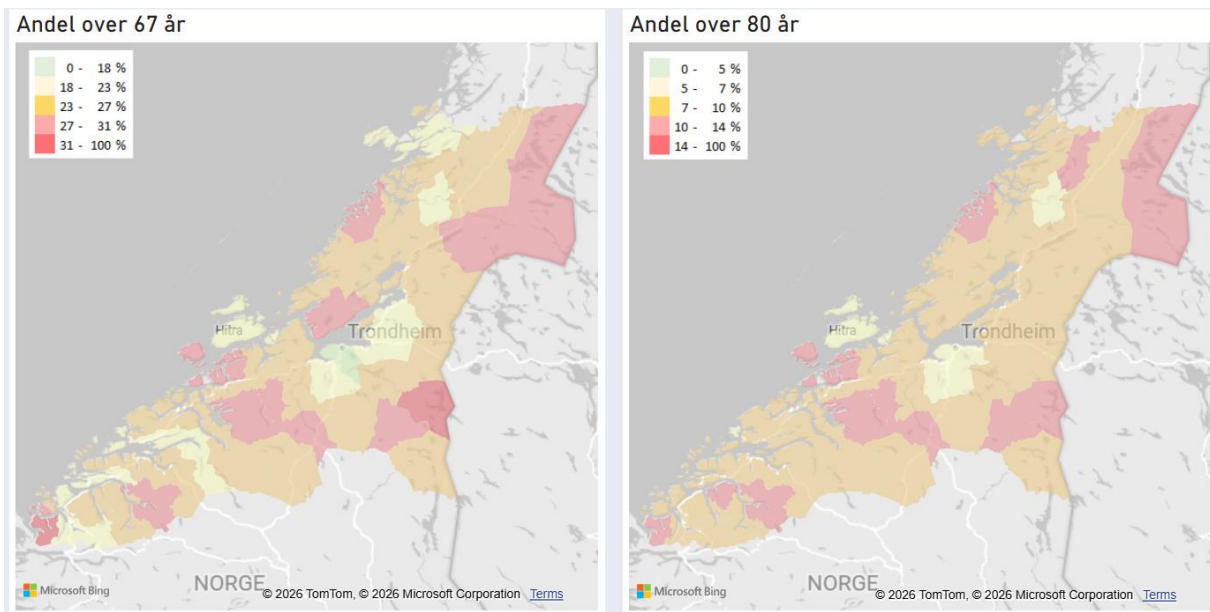 Andel over 67 år
0 - 18 %
18 - 23 %
23 - 27 %
27 - 31 %
31 - 100 %
Hitra
Trondheim
NORGE
Microsoft Bing
© 2026 TomTom, © 2026 Microsoft Corporation Terms
Andel over 80 år
0 - 5 %
5 - 7 %
7 - 10 %
10 - 14 %
14 - 100 %
Hitra
Trondheim
NORGE
Microsoft Bing
© 2026 TomTom, © 2026 Microsoft Corporation Terms